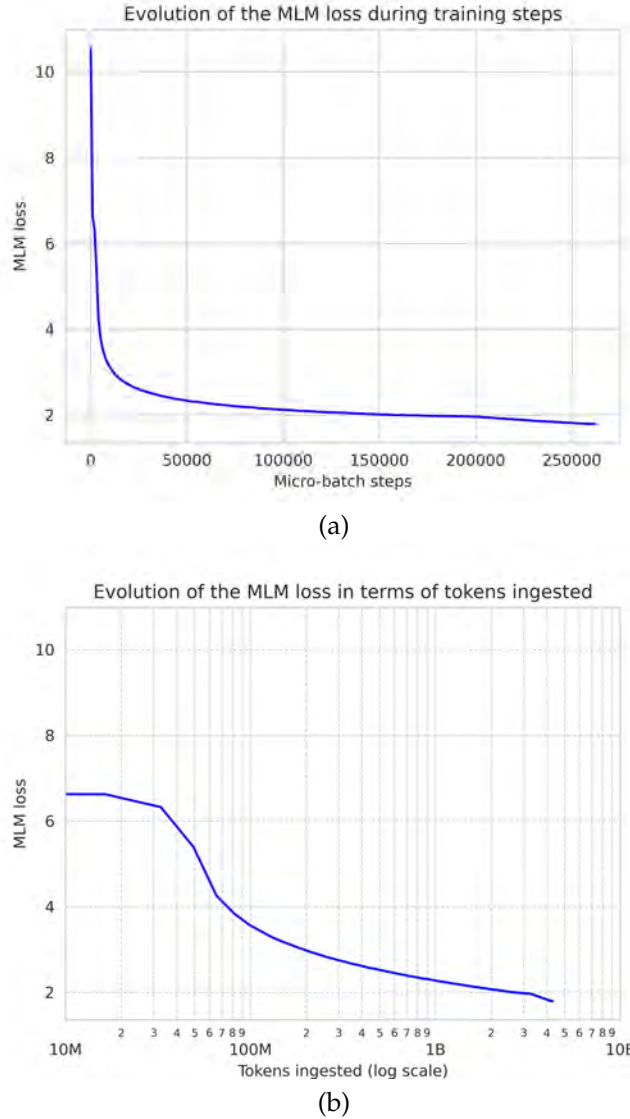 Evolution of the MLM loss during training steps
10
8
6
4
2
MLM loss
0 50000 100000 150000 200000 250000
Micro-batch steps
(a)
Evolution of the MLM loss in terms of tokens ingested
10
8
6
4
2
MLM loss
2 3 4 5 6 7 8 9 2 3 4 5 6 7 8 9 2 3 4 5 6 7 8 9
10M 100M 1B 10B
Tokens ingested (log scale)
(b)